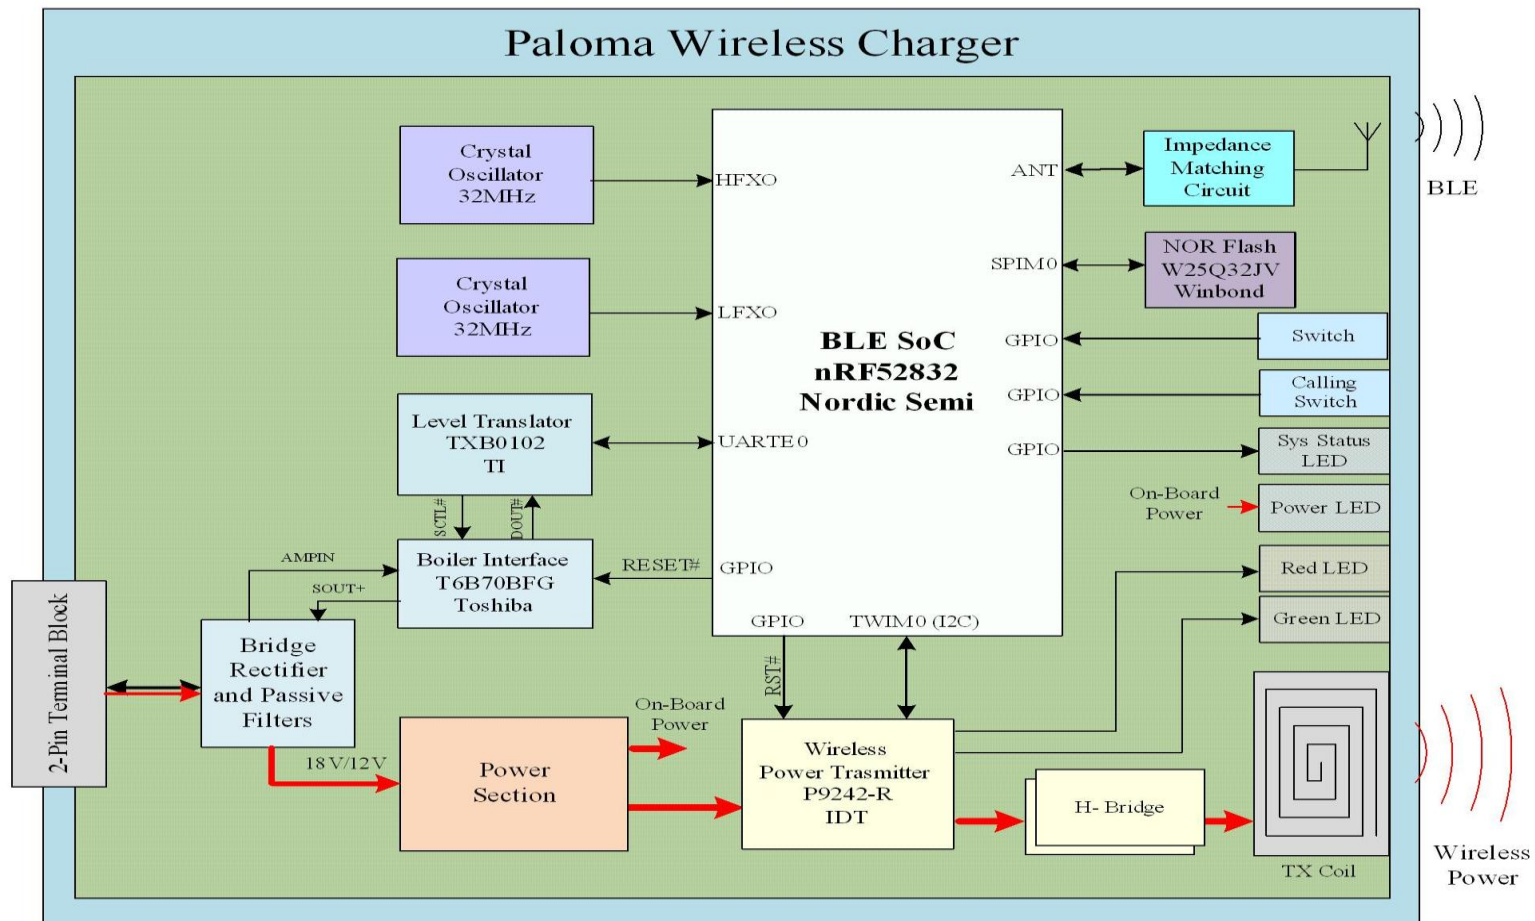 Paloma Wireless Charger
Crystal
Oscillator
32MHz
HFXO
Crystal
Oscillator
32MHz
LFXO
Level Translator
TXB0102
TI
UARTE0
SCTL#
DOUT#
Boiler Interface
T6B70BFG
Toshiba
AMPIN
SOUT+
RESET#
GPIO
2-Pin Terminal Block
Bridge
Rectifier
and Passive
Filters
18V/12V
Power
Section
On-Board
Power
BLE SoC
nRF52832
Nordic Semi
ANT
SPIM0
GPIO
GPIO
GPIO
GPIO
TWIM0 (I2C)
RST#
Impedance
Matching
Circuit
BLE
NOR Flash
W25Q32JV
Winbond
Switch
Calling
Switch
Sys Status
LED
On-Board
Power
Power LED
Red LED
Green LED
Wireless
Power Trasmitter
P9242-R
IDT
H- Bridge
TX Coil
Wireless
Power